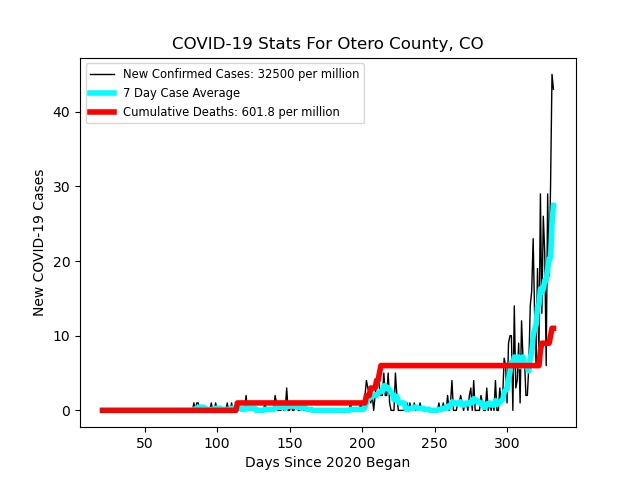 COVID-19 Stats For Otero County, CO
New Confirmed Cases: 32500 per million
7 Day Case Average
Cumulative Deaths: 601.8 per million
40
30
20
10
0
New COVID-19 Cases
50 100 150 200 250 300
Days Since 2020 Began